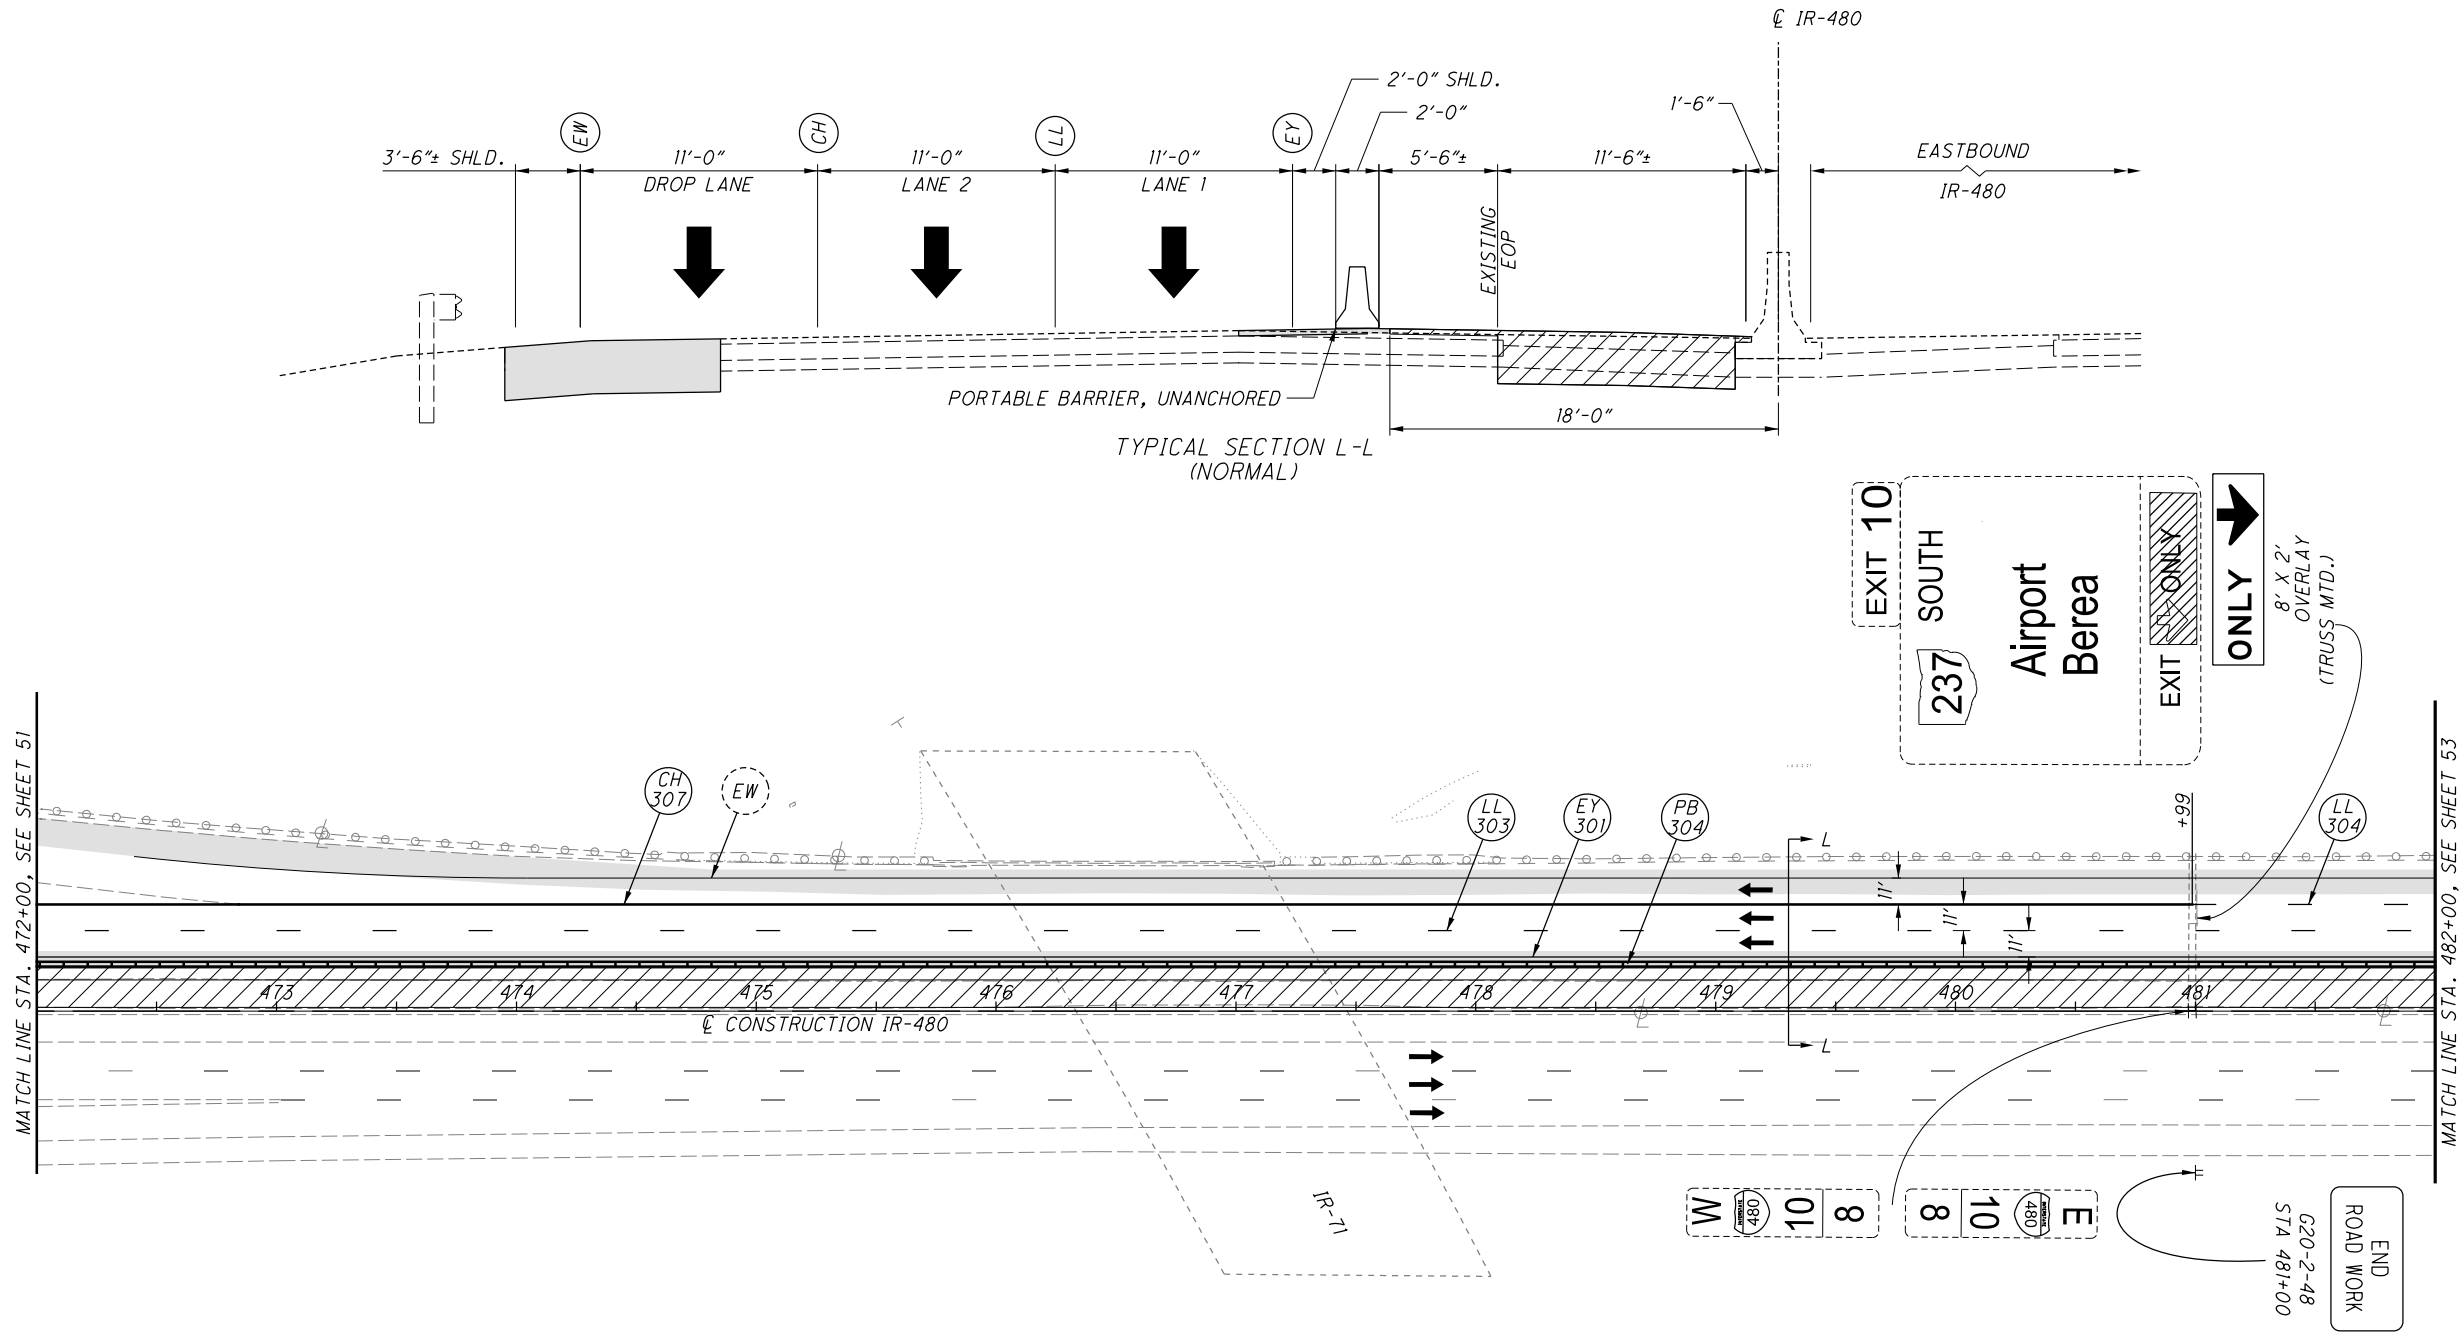 ℄ IR-480
2'-0" SHLD.
2'-0"
1'-6"
EW
CH
LL
EY
3'-6"± SHLD.
11'-0"
DROP LANE
11'-0"
LANE 2
11'-0"
LANE 1
5'-6"±
11'-6"±
EASTBOUND
IR-480
EXISTING
EOP
PORTABLE BARRIER, UNANCHORED
18'-0"
TYPICAL SECTION L-L
(NORMAL)
EXIT 10
237 SOUTH
Airport
Berea
EXIT ONLY
ONLY
8' X 2'
OVERLAY
(TRUSS MTD.)
MATCH LINE STA. 472+00, SEE SHEET 51
CH
307
EW
LL
303
EY
301
PB
304
L
+99
LL
304
11'
11'
11'
473
474
475
476
477
478
479
480
481
℄ CONSTRUCTION IR-480
L
IR-71
W
480
10
8
8
10
480
E
END
ROAD WORK
G20-2-48
STA 481+00
MATCH LINE STA. 482+00, SEE SHEET 53